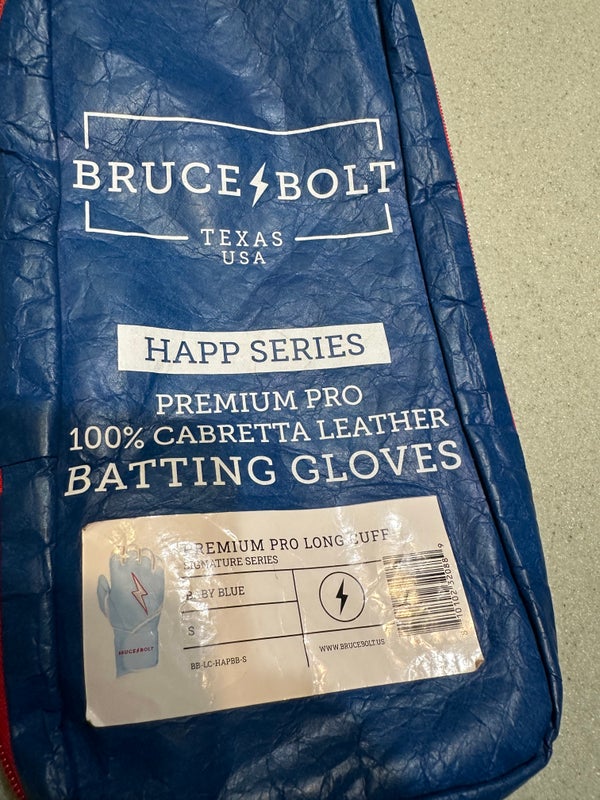 BRUCE BOLT
TEXAS
USA
HAPP SERIES
PREMIUM PRO
100% CABRETTA LEATHER
BATTING GLOVES
PREMIUM PRO LONG CUFF
SIGNATURE SERIES
BABY BLUE
S
BB-LC-HAPBB-S
WWW.BRUCEBOLT.US
BRUCE BOLT